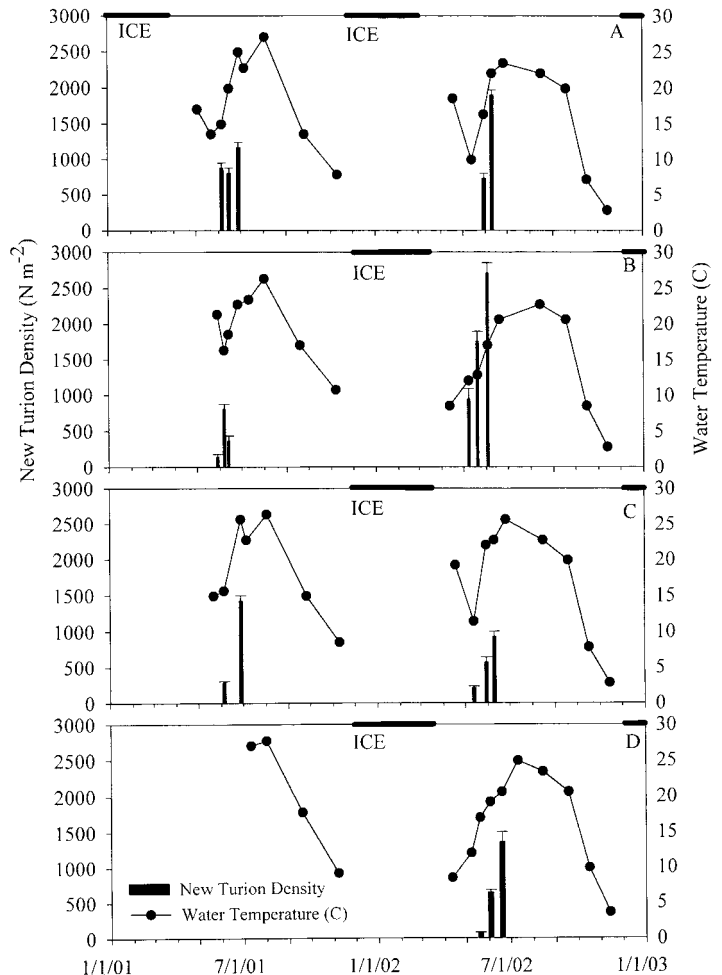 3000 ICE ICE A 30
2500 25
2000 20
1500 15
1000 10
500 5
0 0
3000 ICE B 30
2500 25
2000 20
1500 15
1000 10
500 5
0 0
3000 ICE C 30
2500 25
2000 20
1500 15
1000 10
500 5
0 0
3000 ICE D 30
2500 25
2000 20
1500 15
1000 10
500 5
0 0
New Turion Density (N m⁻²)
Water Temperature (C)
New Turion Density
Water Temperature (C)
1/1/01 7/1/01 1/1/02 7/1/02 1/1/03